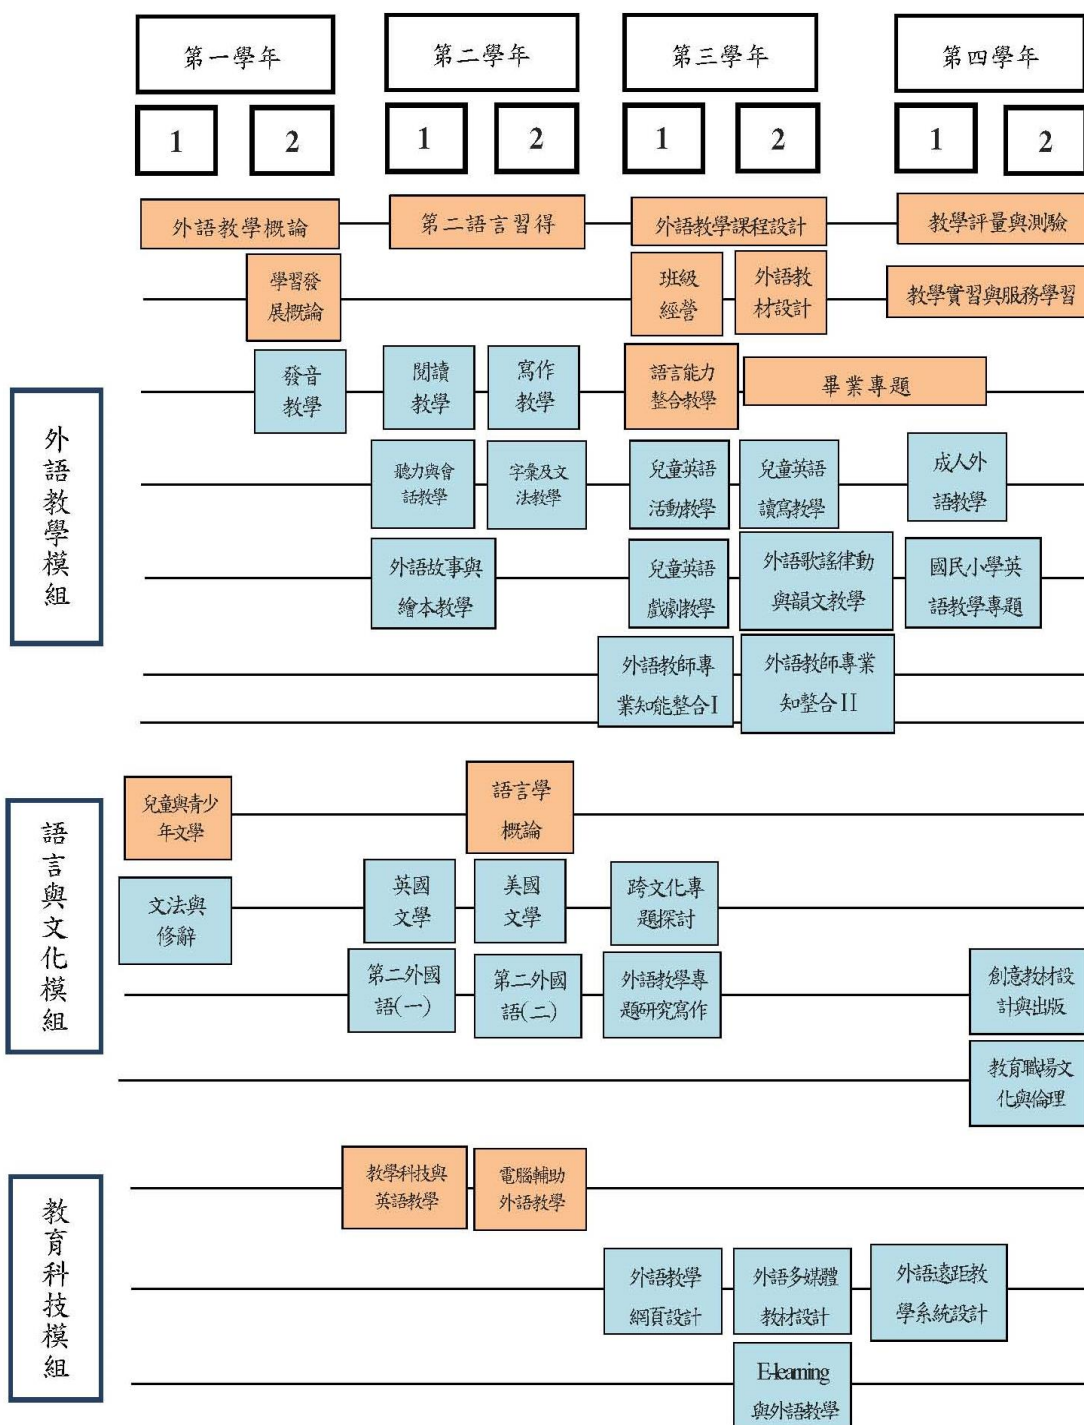 第一學年
第二學年
第三學年
第四學年
1
2
1
2
1
2
1
2
外語教學概論
第二語言習得
外語教學課程設計
教學評量與測驗
學習發
展概論
班級
經營
外語教
材設計
教學實習與服務學習
外語教學模組
發音
教學
閱讀
教學
寫作
教學
語言能力
整合教學
畢業專題
聽力與會
話教學
字彙及文
法教學
兒童英語
活動教學
兒童英語
讀寫教學
成人外
語教學
外語故事與
繪本教學
兒童英語
戲劇教學
外語歌謠律動
與韻文教學
國民小學英
語教學專題
外語教師專
業知能整合I
外語教師專業
知整合II
語言與文化模組
兒童與青少
年文學
語言學
概論
文法與
修辭
英國
文學
美國
文學
跨文化專
題探討
第二外國
語(一)
第二外國
語(二)
外語教學專
題研究寫作
創意教材設
計與出版
教育職場文
化與倫理
教育科技模組
教學科技與
英語教學
電腦輔助
外語教學
外語教學
網頁設計
外語多媒體
教材設計
外語遠距教
學系統設計
E-learning
與外語教學